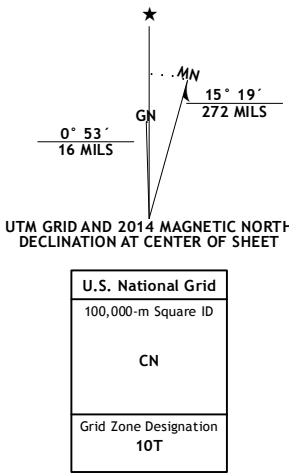 ★
MN
GN
15° 19´
272 MILS
0° 53´
16 MILS
UTM GRID AND 2014 MAGNETIC NORTH
DECLINATION AT CENTER OF SHEET
U.S. National Grid
100,000-m Square ID
CN
Grid Zone Designation
10T